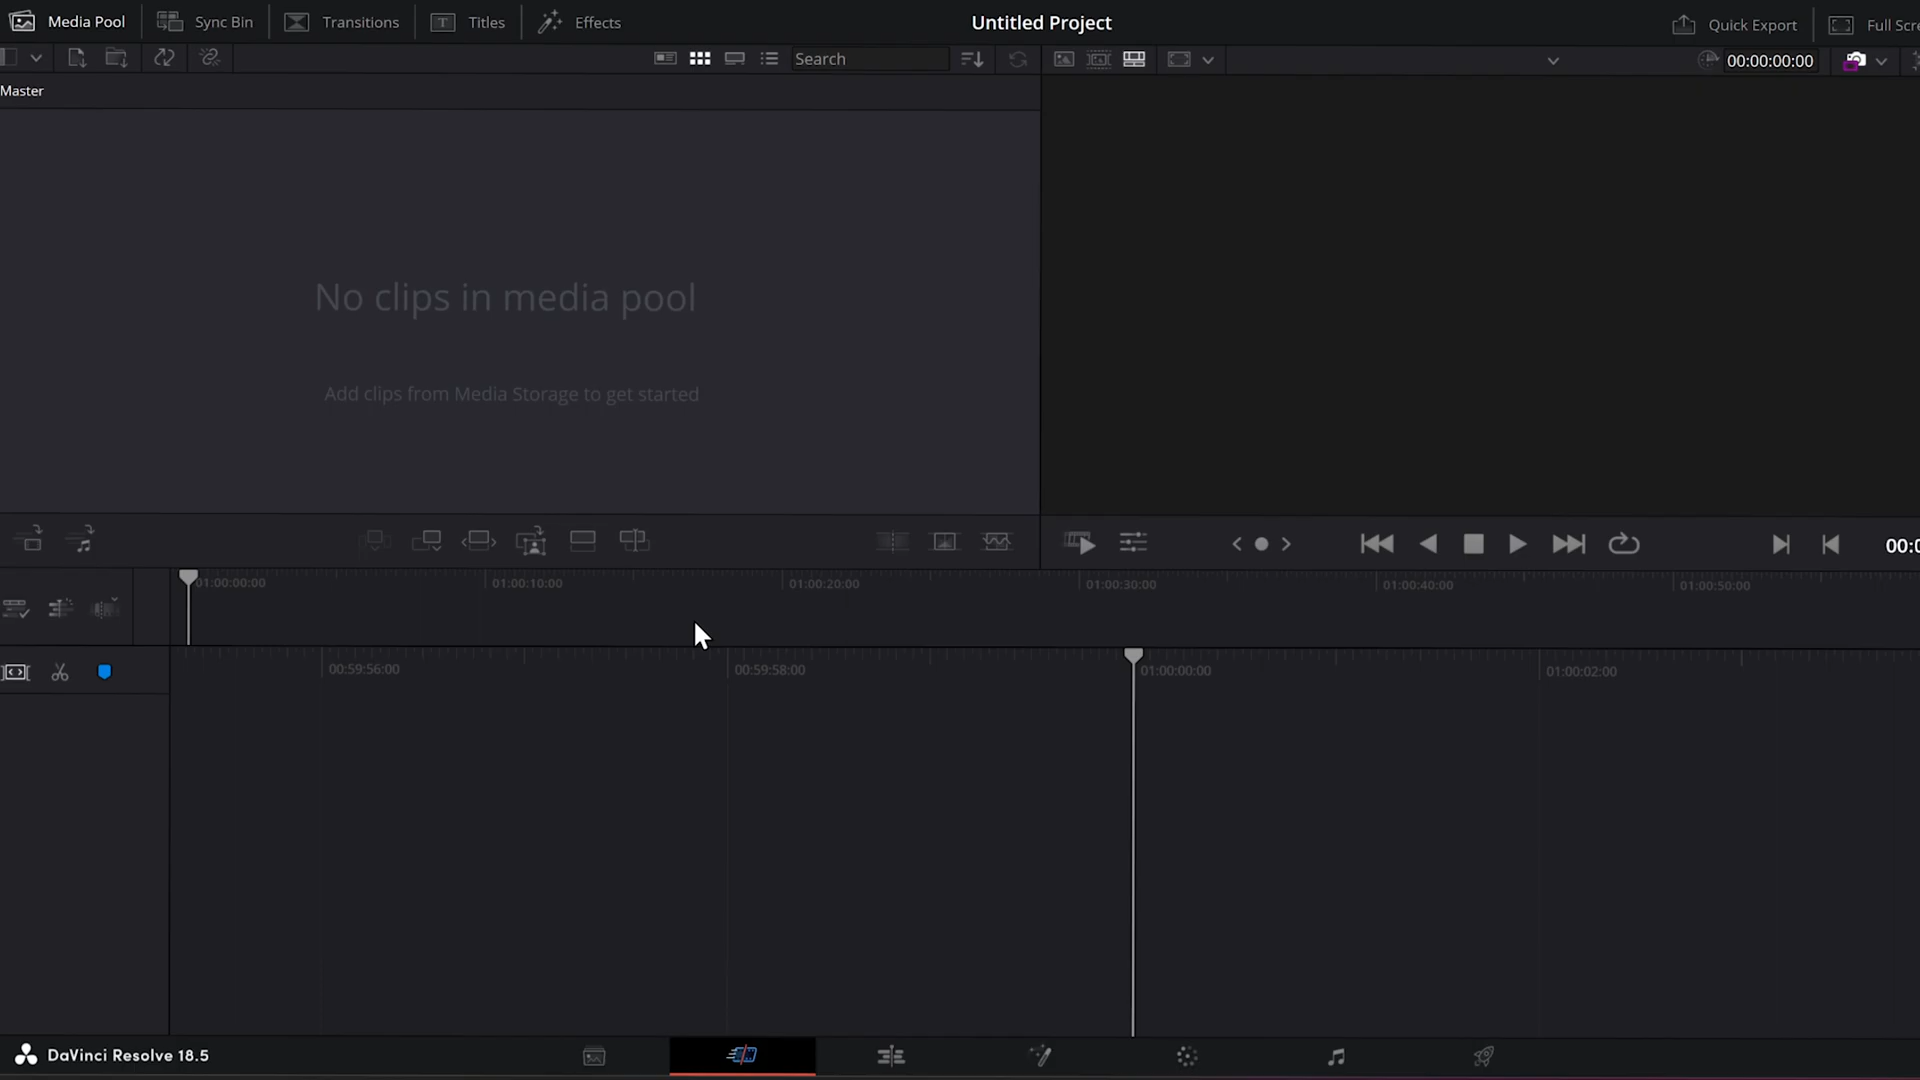 Media Pool
Sync Bin
Transitions
Titles
Effects
Untitled Project
Quick Export
Full Scre
Search
00:00:00:00
Master
No clips in media pool
Add clips from Media Storage to get started
00:0
01:00:00:00
01:00:10:00
01:00:20:00
01:00:30:00
01:00:40:00
01:00:50:00
00:59:56:00
00:59:58:00
01:00:00:00
01:00:02:00
DaVinci Resolve 18.5